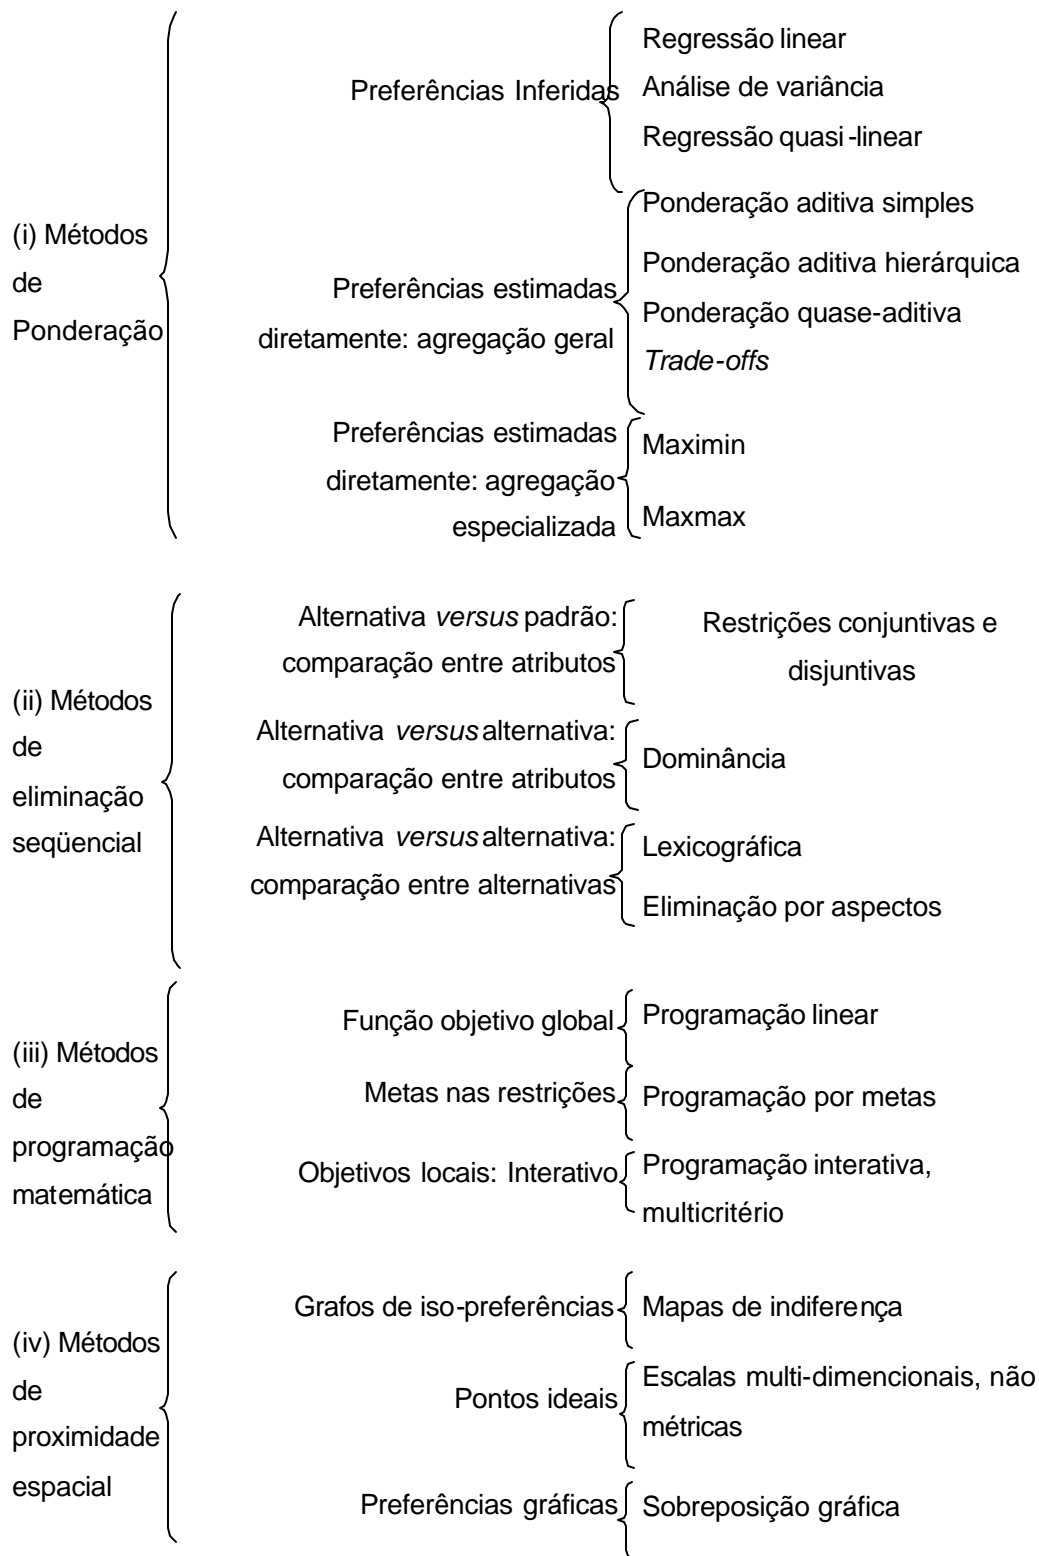 (i) Métodos
de
Ponderação
Preferências Inferidas
Regressão linear
Análise de variância
Regressão quasi-linear
Preferências estimadas
diretamente: agregação geral
Ponderação aditiva simples
Ponderação aditiva hierárquica
Ponderação quase-aditiva
Trade-offs
Preferências estimadas
diretamente: agregação
especializada
Maximin
Maxmax
(ii) Métodos
de
eliminação
seqüencial
Alternativa versus padrão:
comparação entre atributos
Restrições conjuntivas e
disjuntivas
Alternativa versus alternativa:
comparação entre atributos
Dominância
Alternativa versus alternativa:
comparação entre alternativas
Lexicográfica
Eliminação por aspectos
(iii) Métodos
de
programação
matemática
Função objetivo global
Programação linear
Metas nas restrições
Programação por metas
Objetivos locais: Interativo
Programação interativa,
multicritério
(iv) Métodos
de
proximidade
espacial
Grafos de iso-preferências
Mapas de indiferença
Pontos ideais
Escalas multi-dimencionais, não
métricas
Preferências gráficas
Sobreposição gráfica